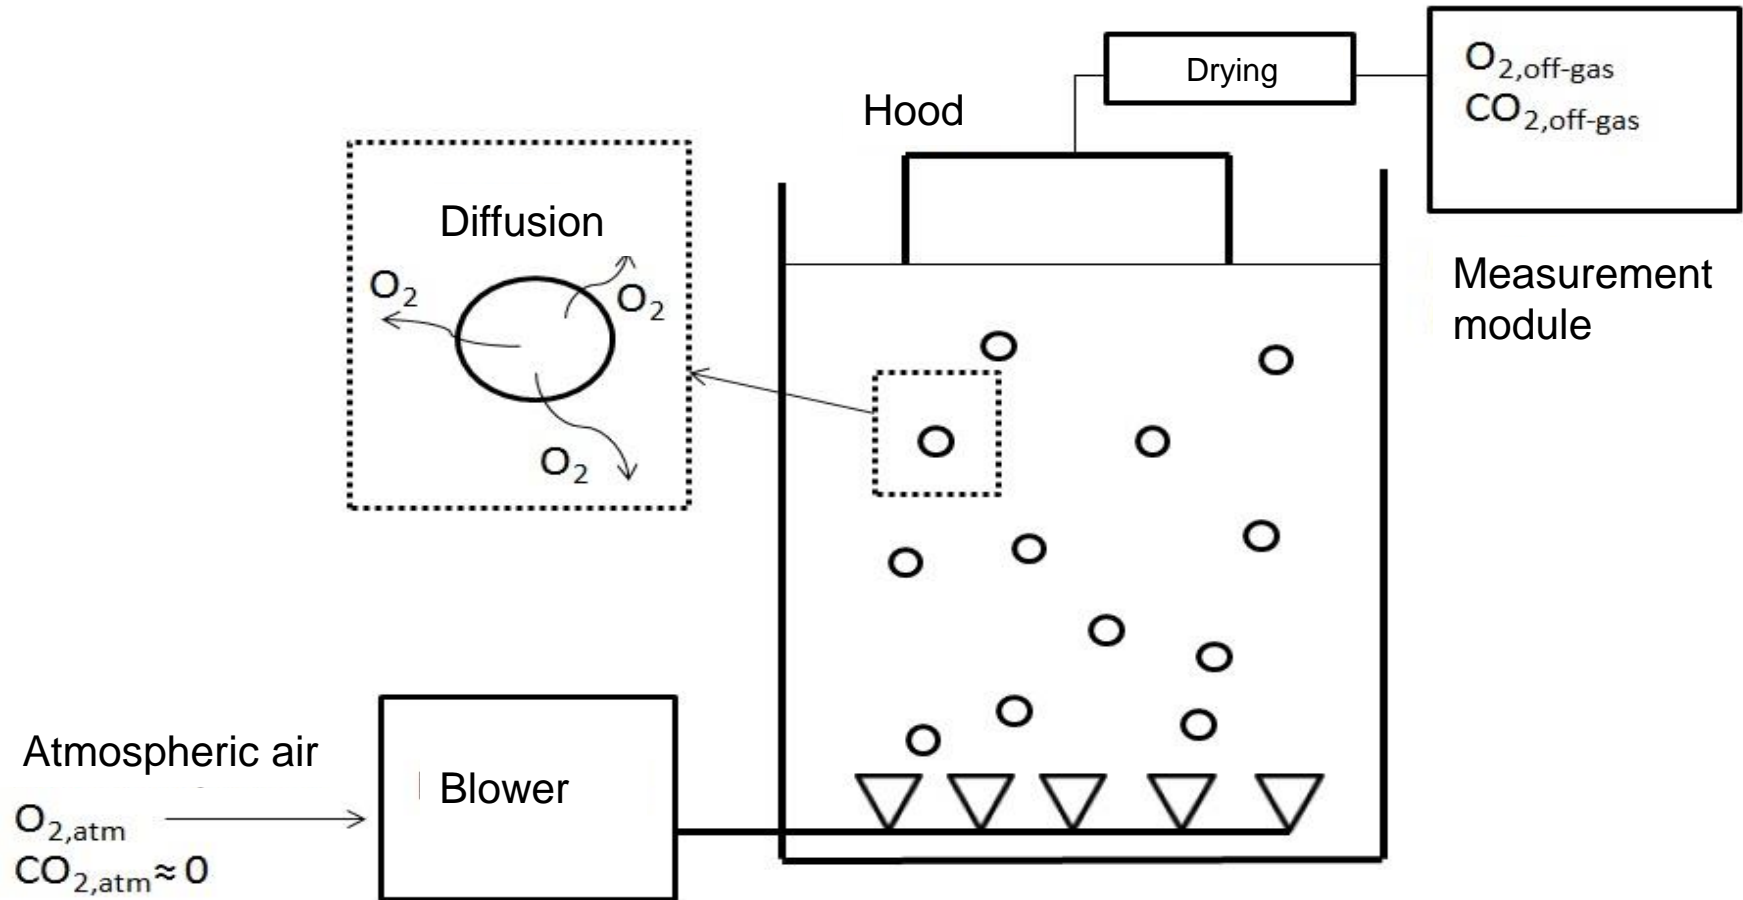 Drying
O₂,off-gas
CO₂,off-gas
Hood
Measurement
module
Diffusion
O₂
O₂
O₂
Atmospheric air
O₂,atm
CO₂,atm≈ 0
Blower